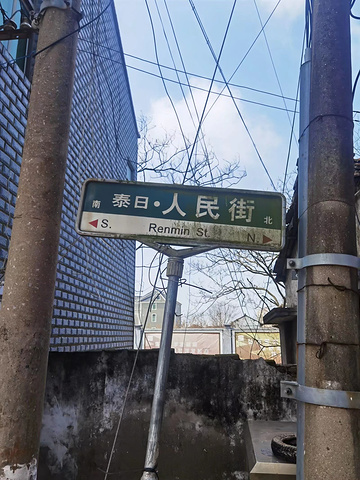 南 泰日·人民街 北
S. Renmin St. N.